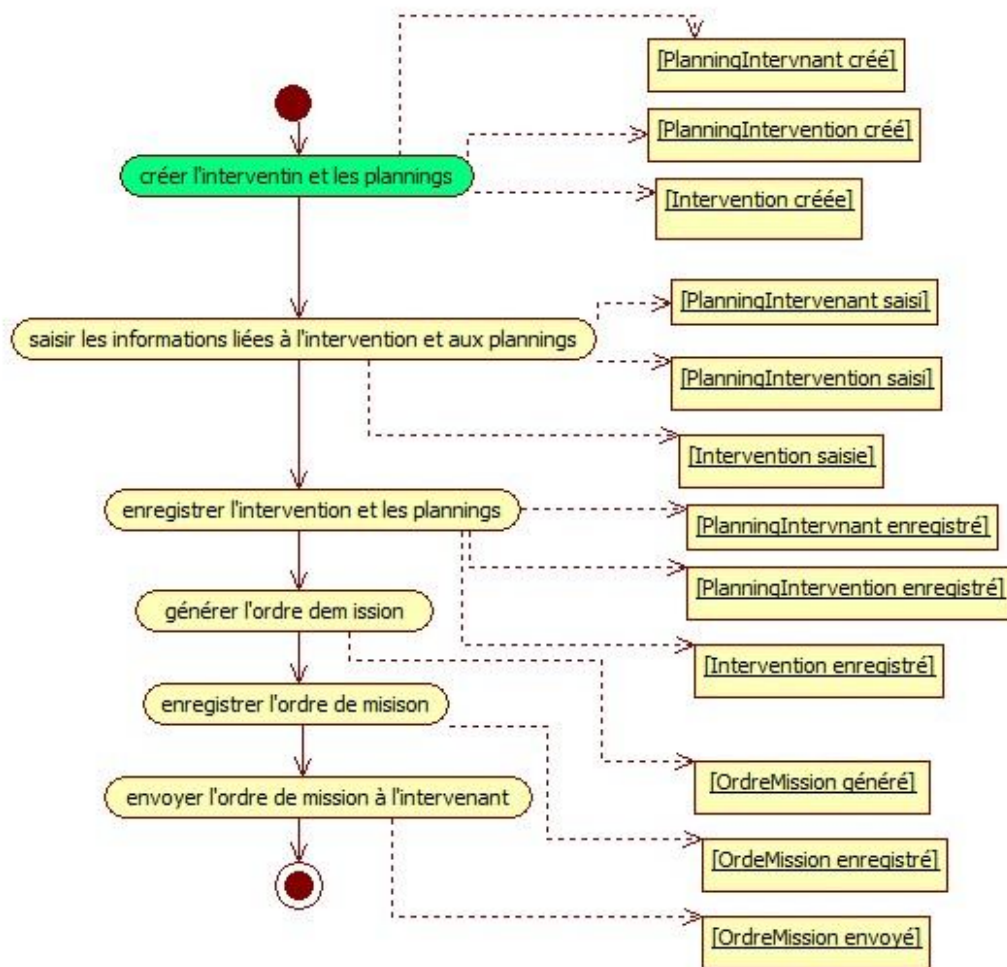 [PlanningIntervnant créé]
[PlanningIntervention créé]
créer l'interventin et les plannings
[Intervention créée]
[PlanningIntervenant saisi]
saisir les informations liées à l'intervention et aux plannings
[PlanningIntervention saisi]
[Intervention saisie]
enregistrer l'intervention et les plannings
[PlanningIntervnant enregistré]
[PlanningIntervention enregistré]
générer l'ordre dem ission
[Intervention enregistré]
enregistrer l'ordre de misison
[OrdreMission généré]
envoyer l'ordre de mission à l'intervenant
[OrdeMission enregistré]
[OrdreMission envoyé]